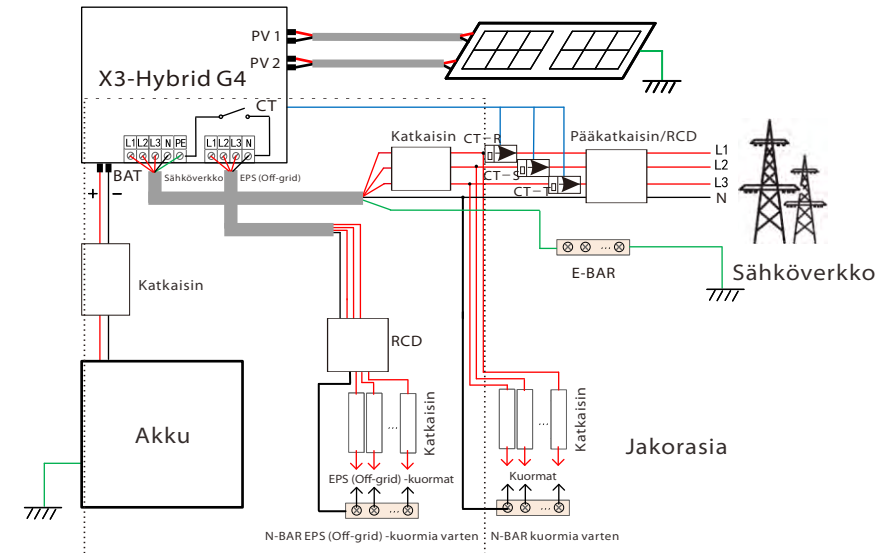 PV 1
PV 2
X3-Hybrid G4
CT
L1 L2 L3 N PE
L1 L2 L3 N
BAT
Sähköverkko
EPS (Off-grid)
+ −
Katkaisin
CT−R
CT−S
CT−T
Pääkatkaisin/RCD
L1
L2
L3
N
E-BAR
Sähköverkko
Katkaisin
RCD
Akku
...
Katkaisin
...
Katkaisin
Jakorasia
EPS (Off-grid) -kuormat
Kuormat
...
...
...
N-BAR EPS (Off-grid) -kuormia varten
N-BAR kuormia varten